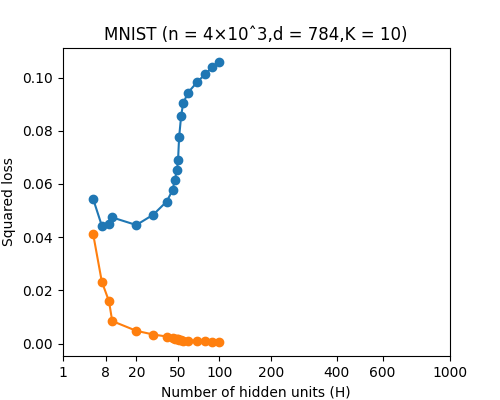 MNIST (n = 4×10ˆ3,d = 784,K = 10)
Squared loss
0.10
0.08
0.06
0.04
0.02
0.00
1 8 20 50 100 200 400 600 1000
Number of hidden units (H)